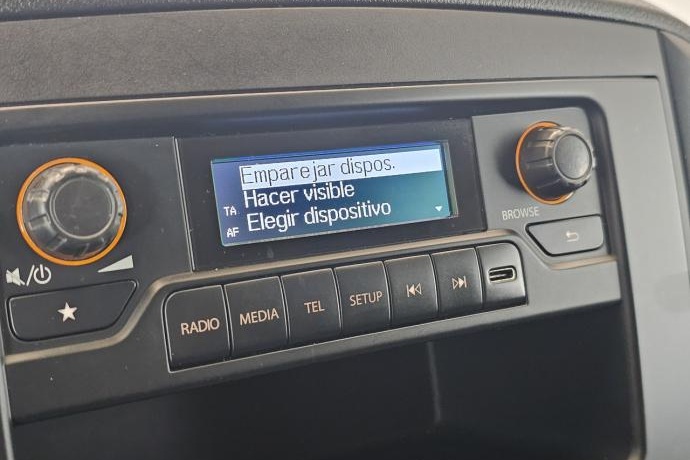 Emparejar dispos.
Hacer visible
TA
Elegir dispositivo
AF
BROWSE
RADIO
MEDIA
TEL
SETUP